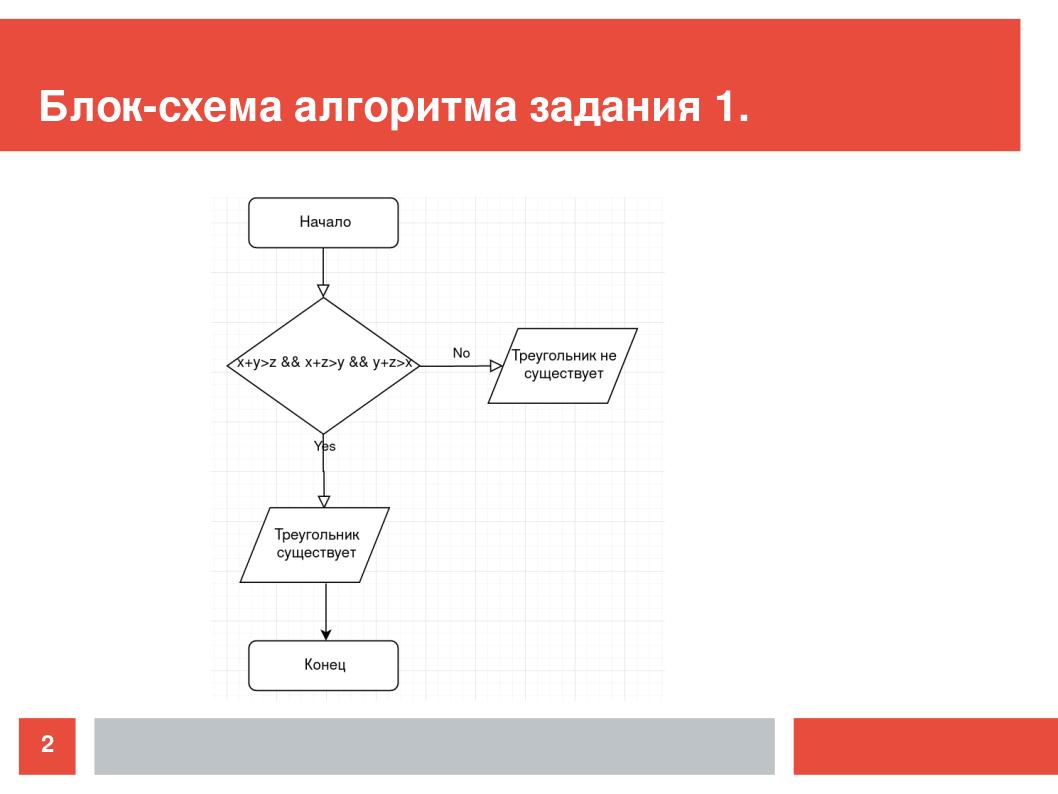 Блок-схема алгоритма задания 1.
Начало
x+y>z && x+z>y && y+z>x
No
Треугольник не
существует
Yes
Треугольник
существует
Конец
2